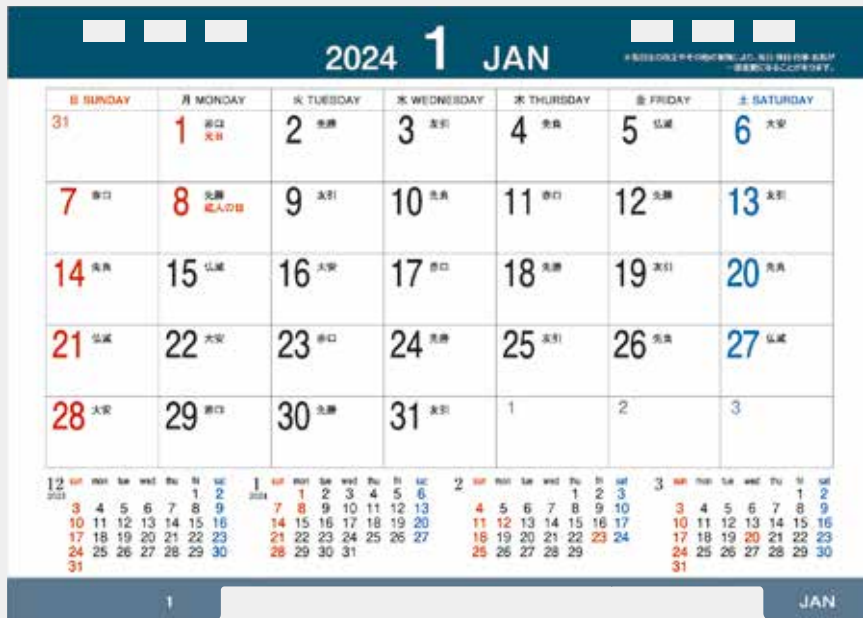 2024 1 JAN
日 SUNDAY 月 MONDAY 火 TUESDAY 水 WEDNESDAY 木 THURSDAY 金 FRIDAY 土 SATURDAY
31 1 赤口 元日 2 先勝 3 友引 4 先負 5 仏滅 6 大安
7 赤口 8 先勝 成人の日 9 友引 10 先負 11 赤口 12 先勝 13 友引
14 先負 15 仏滅 16 大安 17 赤口 18 先勝 19 友引 20 先負
21 仏滅 22 大安 23 赤口 24 先勝 25 友引 26 先負 27 仏滅
28 大安 29 赤口 30 先勝 31 友引 1 2 3
12 2023 sun mon tue wed thu fri sat
1 2
3 4 5 6 7 8 9
10 11 12 13 14 15 16
17 18 19 20 21 22 23
24 25 26 27 28 29 30
31
1 2024 sun mon tue wed thu fri sat
1 2 3 4 5 6
7 8 9 10 11 12 13
14 15 16 17 18 19 20
21 22 23 24 25 26 27
28 29 30 31
2 sun mon tue wed thu fri sat
1 2 3
4 5 6 7 8 9 10
11 12 13 14 15 16 17
18 19 20 21 22 23 24
25 26 27 28 29
3 sun mon tue wed thu fri sat
1 2
3 4 5 6 7 8 9
10 11 12 13 14 15 16
17 18 19 20 21 22 23
24 25 26 27 28 29 30
31
1 JAN